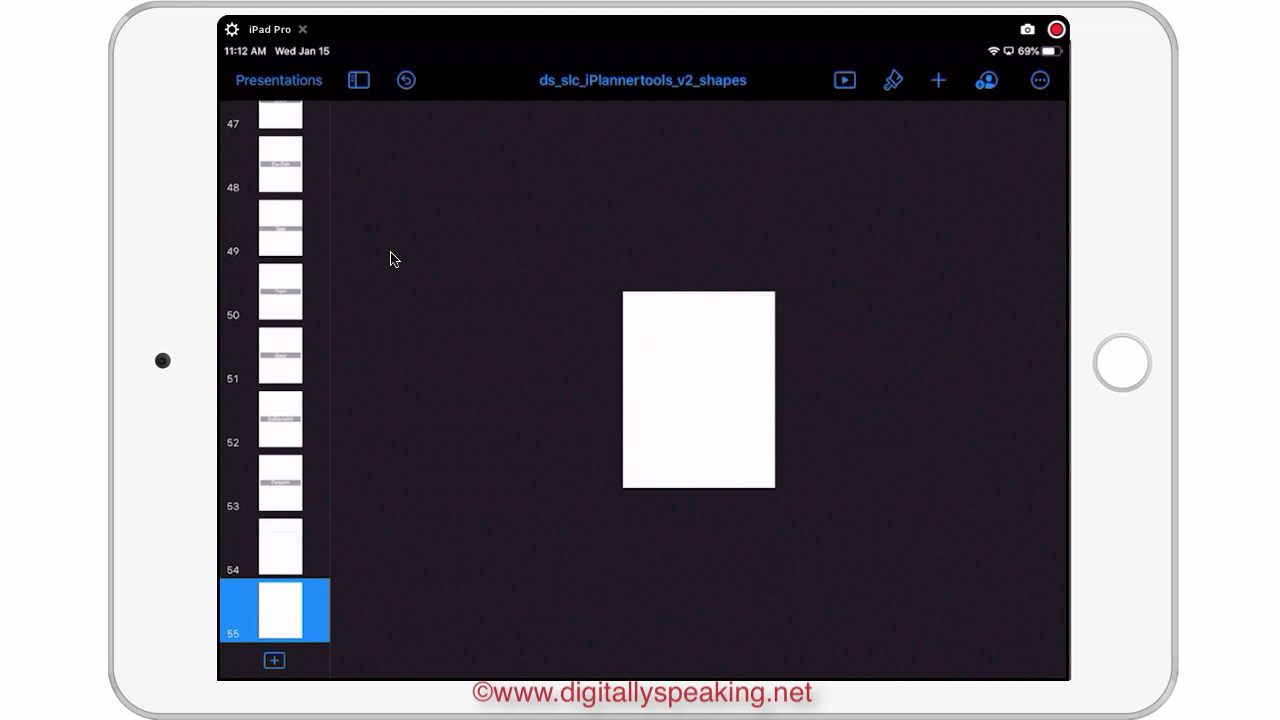 iPad Pro
11:12 AM Wed Jan 15
69%
Presentations
ds_slc_iPlannertools_v2_shapes
47
48
49
50
51
52
53
54
55
©www.digitallyspeaking.net